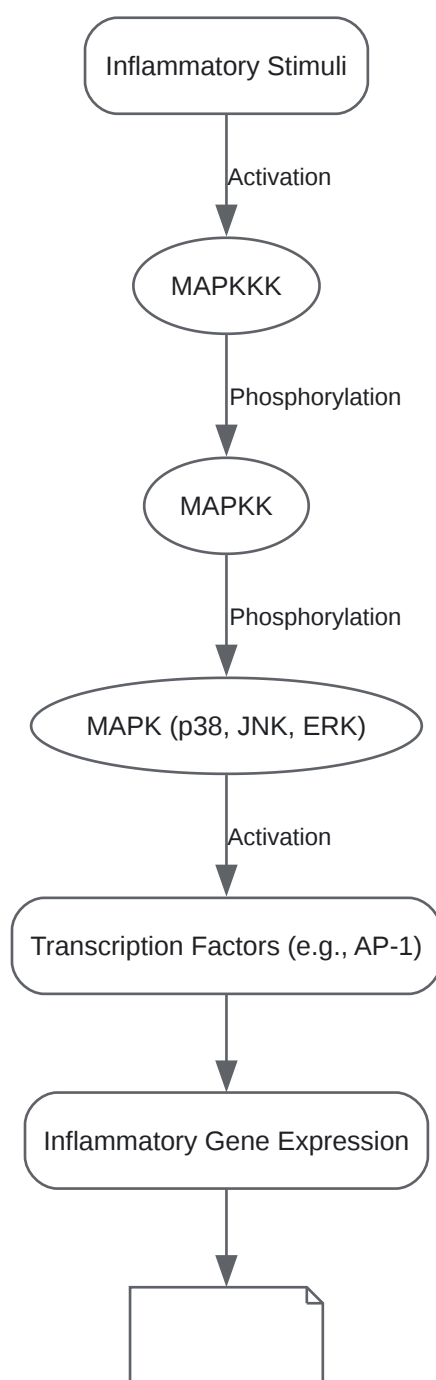 Inflammatory Stimuli
Activation
MAPKKK
Phosphorylation
MAPKK
Phosphorylation
MAPK (p38, JNK, ERK)
Activation
Transcription Factors (e.g., AP-1)
Inflammatory Gene Expression